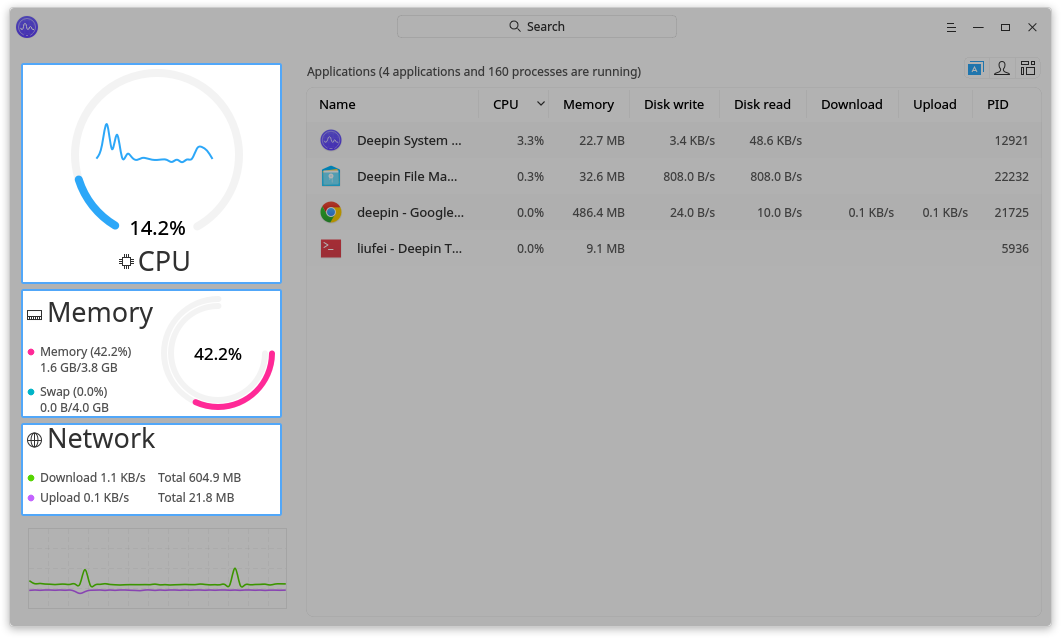 Search
14.2%
CPU
Memory
Memory (42.2%)
1.6 GB/3.8 GB
Swap (0.0%)
0.0 B/4.0 GB
42.2%
Network
Download 1.1 KB/s Total 604.9 MB
Upload 0.1 KB/s Total 21.8 MB
Applications (4 applications and 160 processes are running)
A
Name CPU Memory Disk write Disk read Download Upload PID
Deepin System ... 3.3% 22.7 MB 3.4 KB/s 48.6 KB/s 12921
Deepin File Ma... 0.3% 32.6 MB 808.0 B/s 808.0 B/s 22232
deepin - Google... 0.0% 486.4 MB 24.0 B/s 10.0 B/s 0.1 KB/s 0.1 KB/s 21725
liufei - Deepin T... 0.0% 9.1 MB 5936